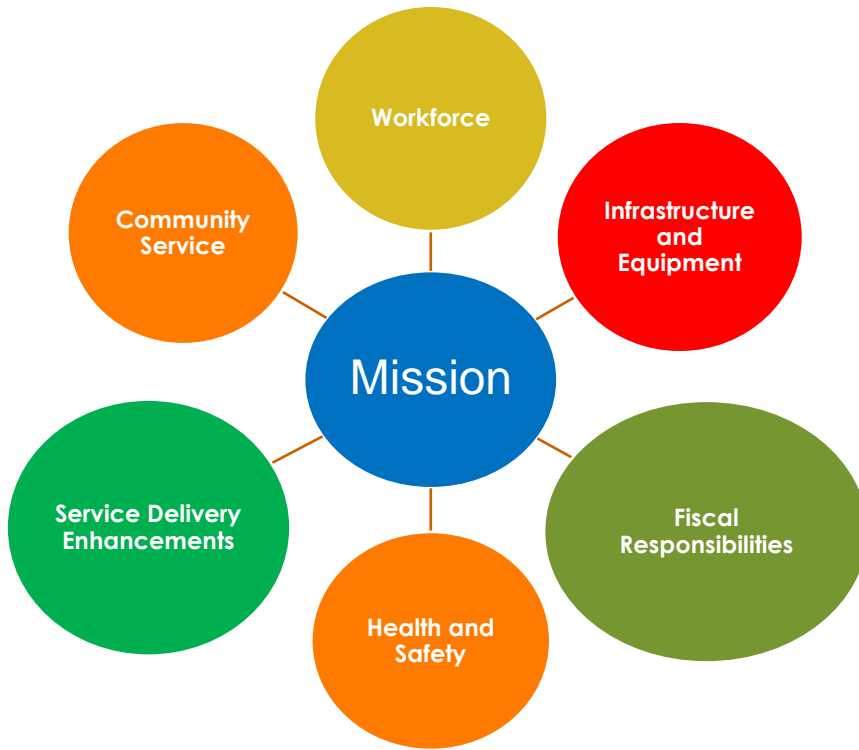 Workforce
Community
Service
Infrastructure
and
Equipment
Mission
Service Delivery
Enhancements
Fiscal
Responsibilities
Health and
Safety